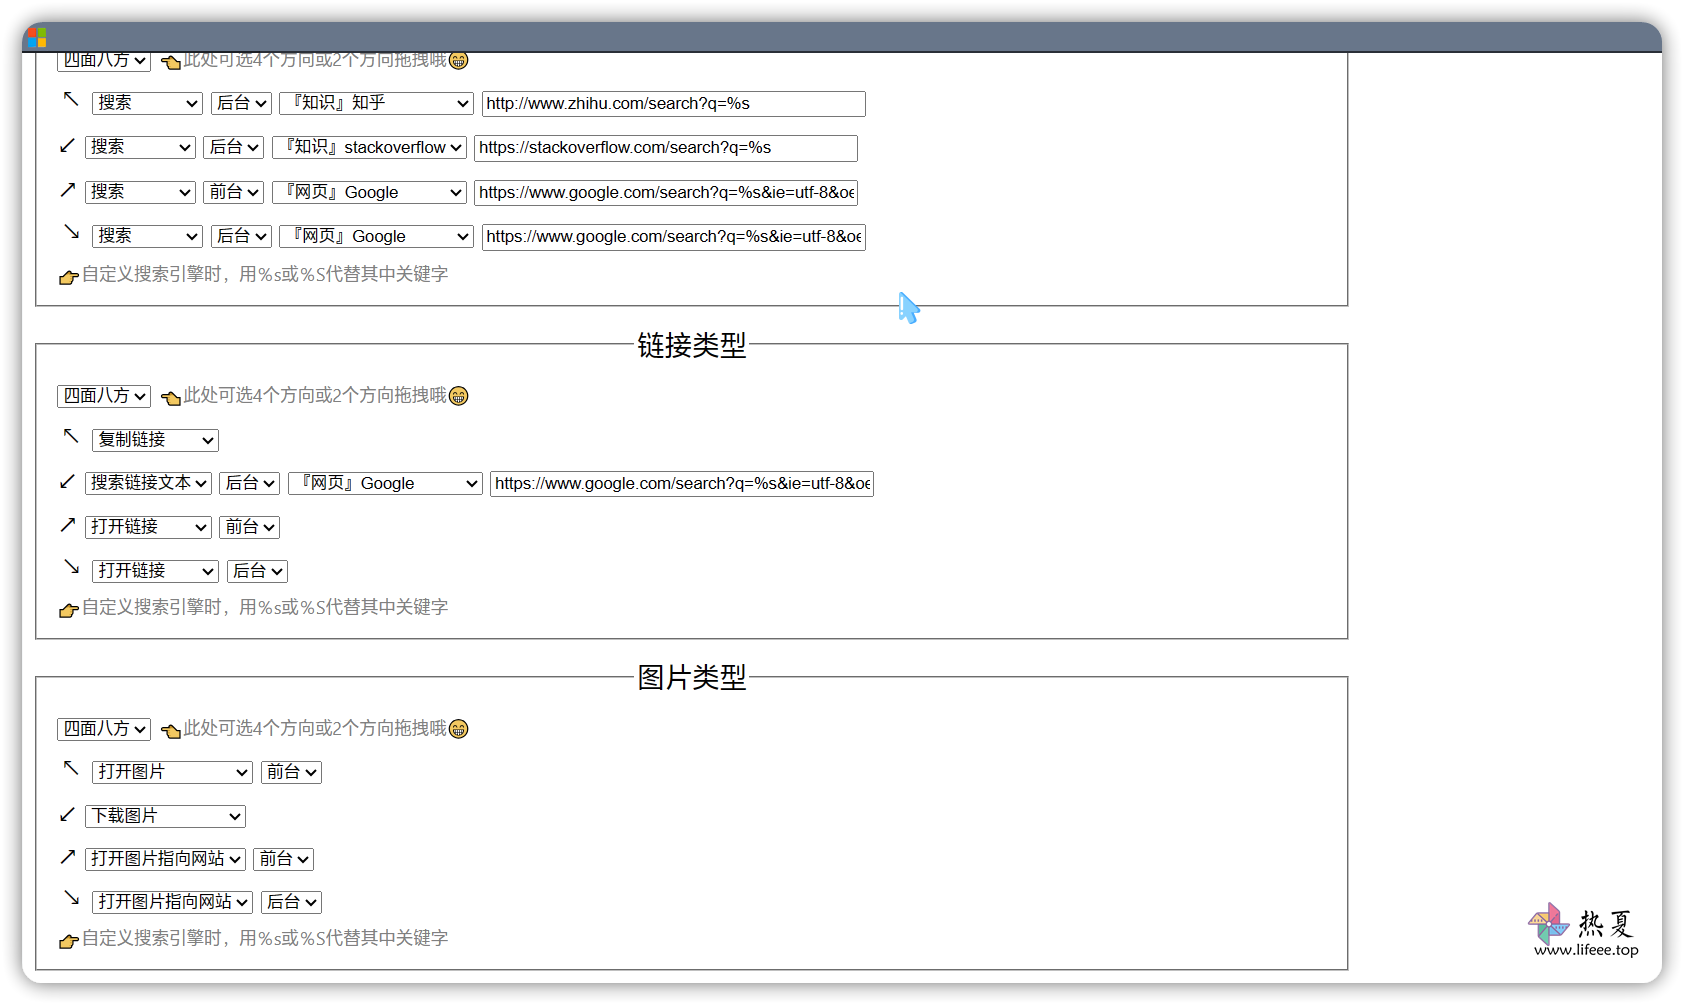 四面八方 此处可选4个方向或2个方向拖拽哦
搜索 后台 『知识』知乎 http://www.zhihu.com/search?q=%s
搜索 后台 『知识』stackoverflow https://stackoverflow.com/search?q=%s
搜索 前台 『网页』Google https://www.google.com/search?q=%s&ie=utf-8&oe
搜索 后台 『网页』Google https://www.google.com/search?q=%s&ie=utf-8&oe
自定义搜索引擎时，用%s或%S代替其中关键字
链接类型
四面八方 此处可选4个方向或2个方向拖拽哦
复制链接
搜索链接文本 后台 『网页』Google https://www.google.com/search?q=%s&ie=utf-8&oe
打开链接 前台
打开链接 后台
自定义搜索引擎时，用%s或%S代替其中关键字
图片类型
四面八方 此处可选4个方向或2个方向拖拽哦
打开图片 前台
下载图片
打开图片指向网站 前台
打开图片指向网站 后台
自定义搜索引擎时，用%s或%S代替其中关键字
热夏
www.lifeee.top